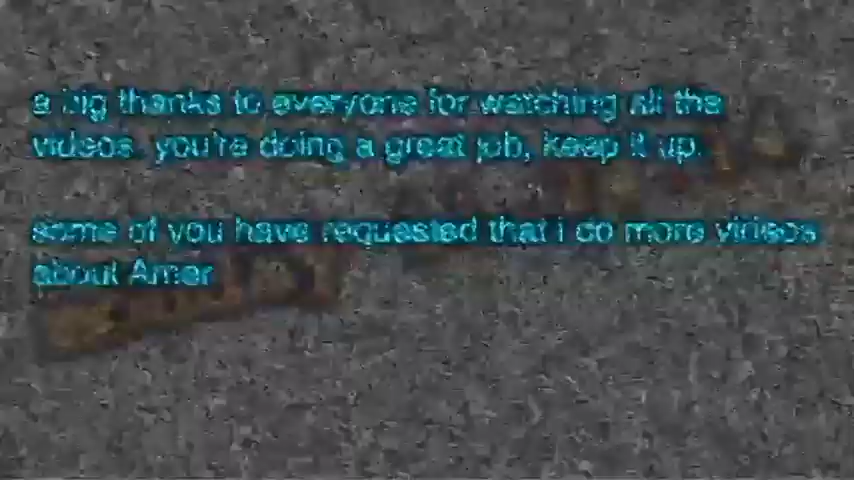 a big thanks to everyone for watching all the
videos. you're doing a great job, keep it up.
some of you have requested that i do more videos
about Amer